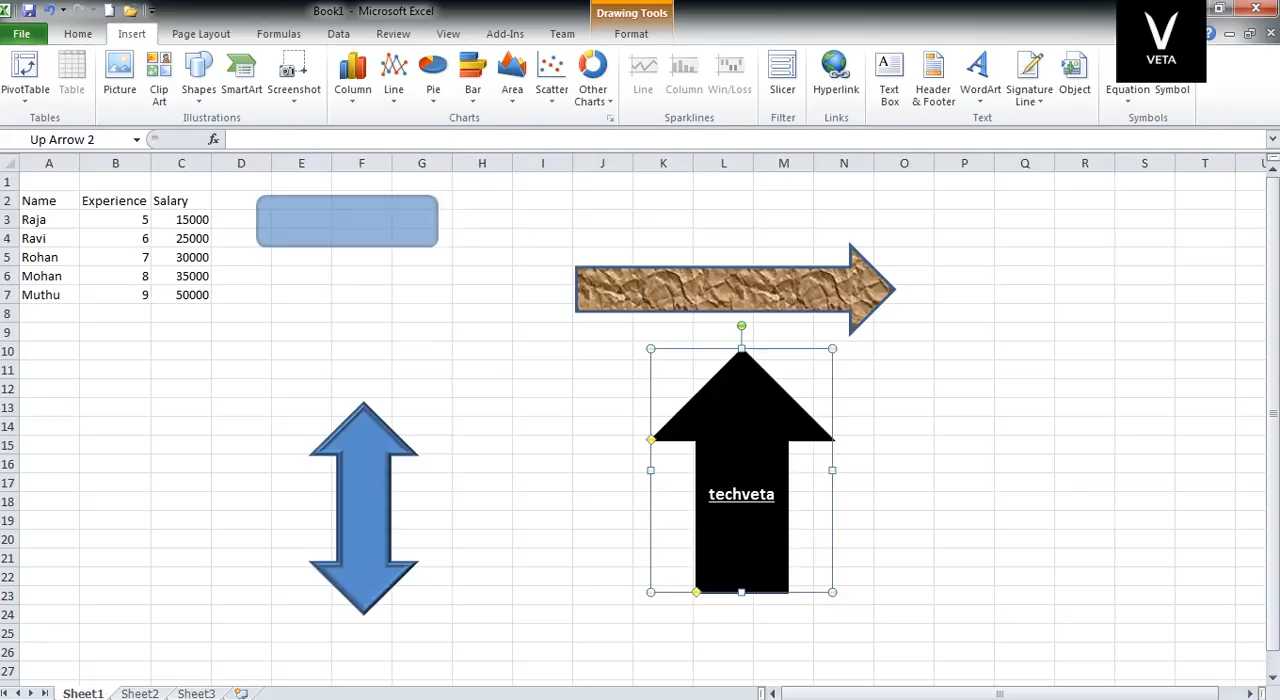 Book1 - Microsoft Excel
Drawing Tools
File Home Insert Page Layout Formulas Data Review View Add-Ins Team Format
V
VETA
PivotTable Table Picture Clip Art Shapes SmartArt Screenshot Column Line Pie Bar Area Scatter Other Charts Line Column Win/Loss Slicer Hyperlink Text Box Header & Footer WordArt Signature Line Object Equation Symbol
Tables Illustrations Charts Sparklines Filter Links Text Symbols
Up Arrow 2 fx
A B C D E F G H I J K L M N O P Q R S T U
1
2 Name Experience Salary
3 Raja 5 15000
4 Ravi 6 25000
5 Rohan 7 30000
6 Mohan 8 35000
7 Muthu 9 50000
8
9
10
11
12
13
14
15
16
17
18
techveta
19
20
21
22
23
24
25
26
27
Sheet1 Sheet2 Sheet3